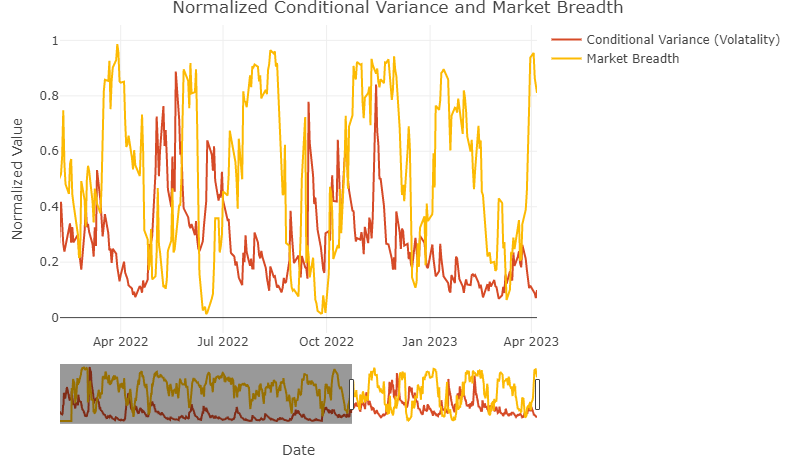 Normalized Conditional Variance and Market Breadth
Conditional Variance (Volatality)
Market Breadth
Normalized Value
1
0.8
0.6
0.4
0.2
0
Apr 2022 Jul 2022 Oct 2022 Jan 2023 Apr 2023
Date